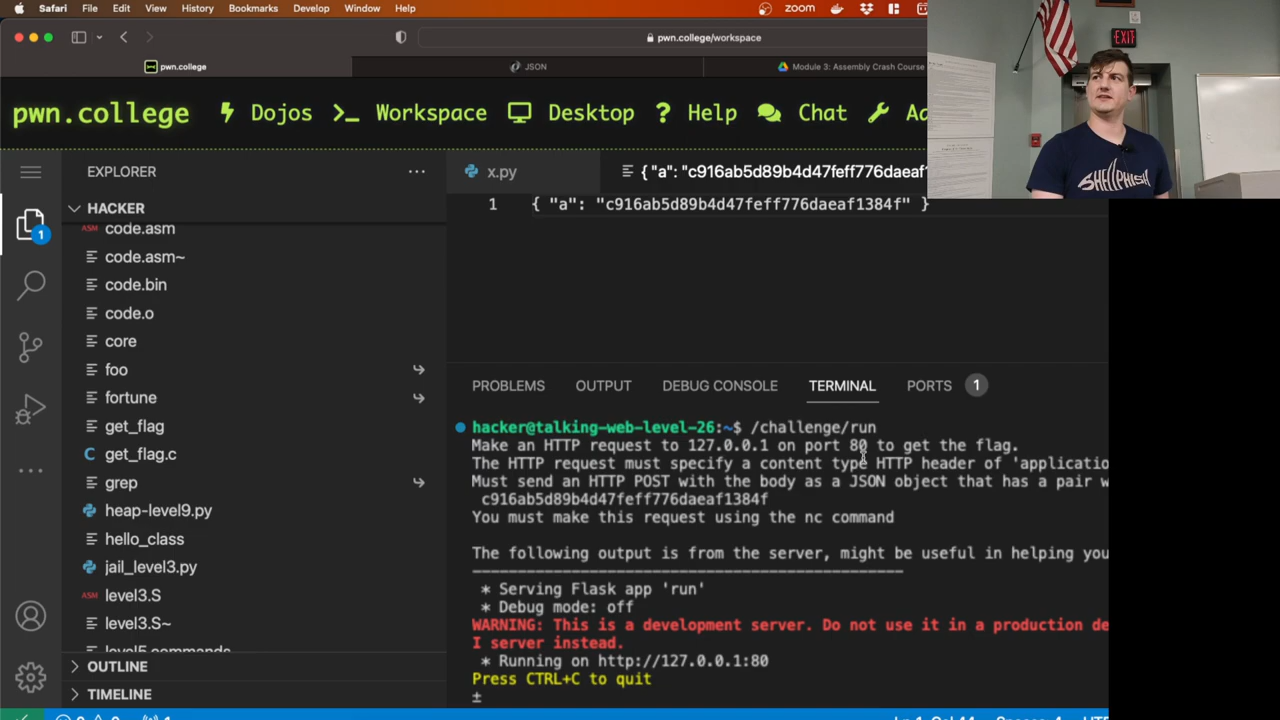 Safari File Edit View History Bookmarks Develop Window Help
zoom
pwn.college/workspace
pwn.college
JSON
Module 3: Assembly Crash Course
EXIT
pwn.college Dojos Workspace Desktop ? Help Chat
SHELLPHISH
EXPLORER
x.py
{ "a": "c916ab5d89b4d47feff776daeaf1
HACKER
1 { "a": "c916ab5d89b4d47feff776daeaf1384f" }
ASM code.asm
code.asm~
code.bin
code.o
core
foo
fortune
get_flag
C get_flag.c
grep
heap-level9.py
hello_class
jail_level3.py
ASM level3.S
level3.S~
level5.commands
OUTLINE
TIMELINE
1
PROBLEMS OUTPUT DEBUG CONSOLE TERMINAL PORTS 1
hacker@talking-web-level-26:~$ /challenge/run
Make an HTTP request to 127.0.0.1 on port 80 to get the flag.
The HTTP request must specify a content type HTTP header of 'applicatio
Must send an HTTP POST with the body as a JSON object that has a pair w
c916ab5d89b4d47feff776daeaf1384f
You must make this request using the nc command
The following output is from the server, might be useful in helping you
* Serving Flask app 'run'
* Debug mode: off
WARNING: This is a development server. Do not use it in a production de
I server instead.
* Running on http://127.0.0.1:80
Press CTRL+C to quit